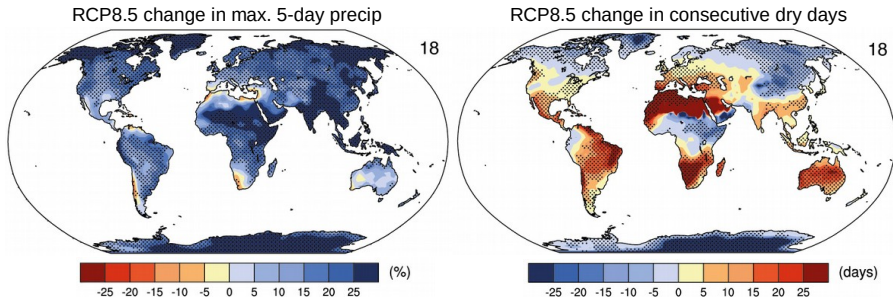 RCP8.5 change in max. 5-day precip
18
-25 -20 -15 -10 -5 0 5 10 15 20 25 (%)
RCP8.5 change in consecutive dry days
18
-25 -20 -15 -10 -5 0 5 10 15 20 25 (days)